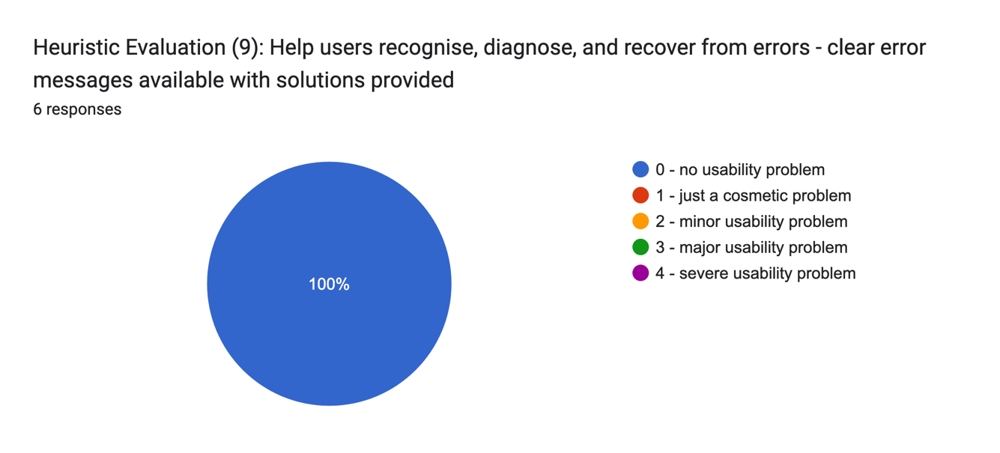 Heuristic Evaluation (9): Help users recognise, diagnose, and recover from errors - clear error
messages available with solutions provided
6 responses
100%
0 - no usability problem
1 - just a cosmetic problem
2 - minor usability problem
3 - major usability problem
4 - severe usability problem